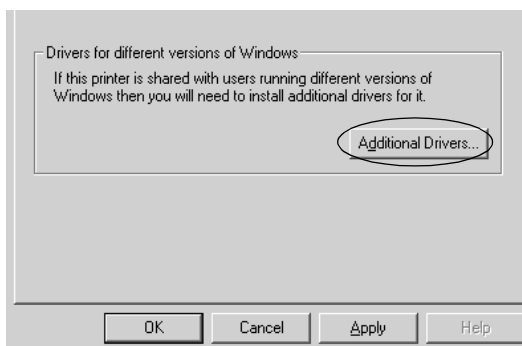 Drivers for different versions of Windows
If this printer is shared with users running different versions of
Windows then you will need to install additional drivers for it.
Additional Drivers...
OK Cancel Apply Help